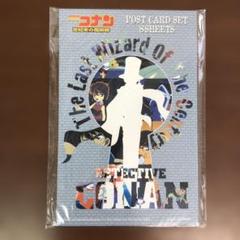 コナン
世紀末の魔術師
POST CARD SET
5SHEETS
The Last Wizard Of The Century
DETECTIVE
CONAN